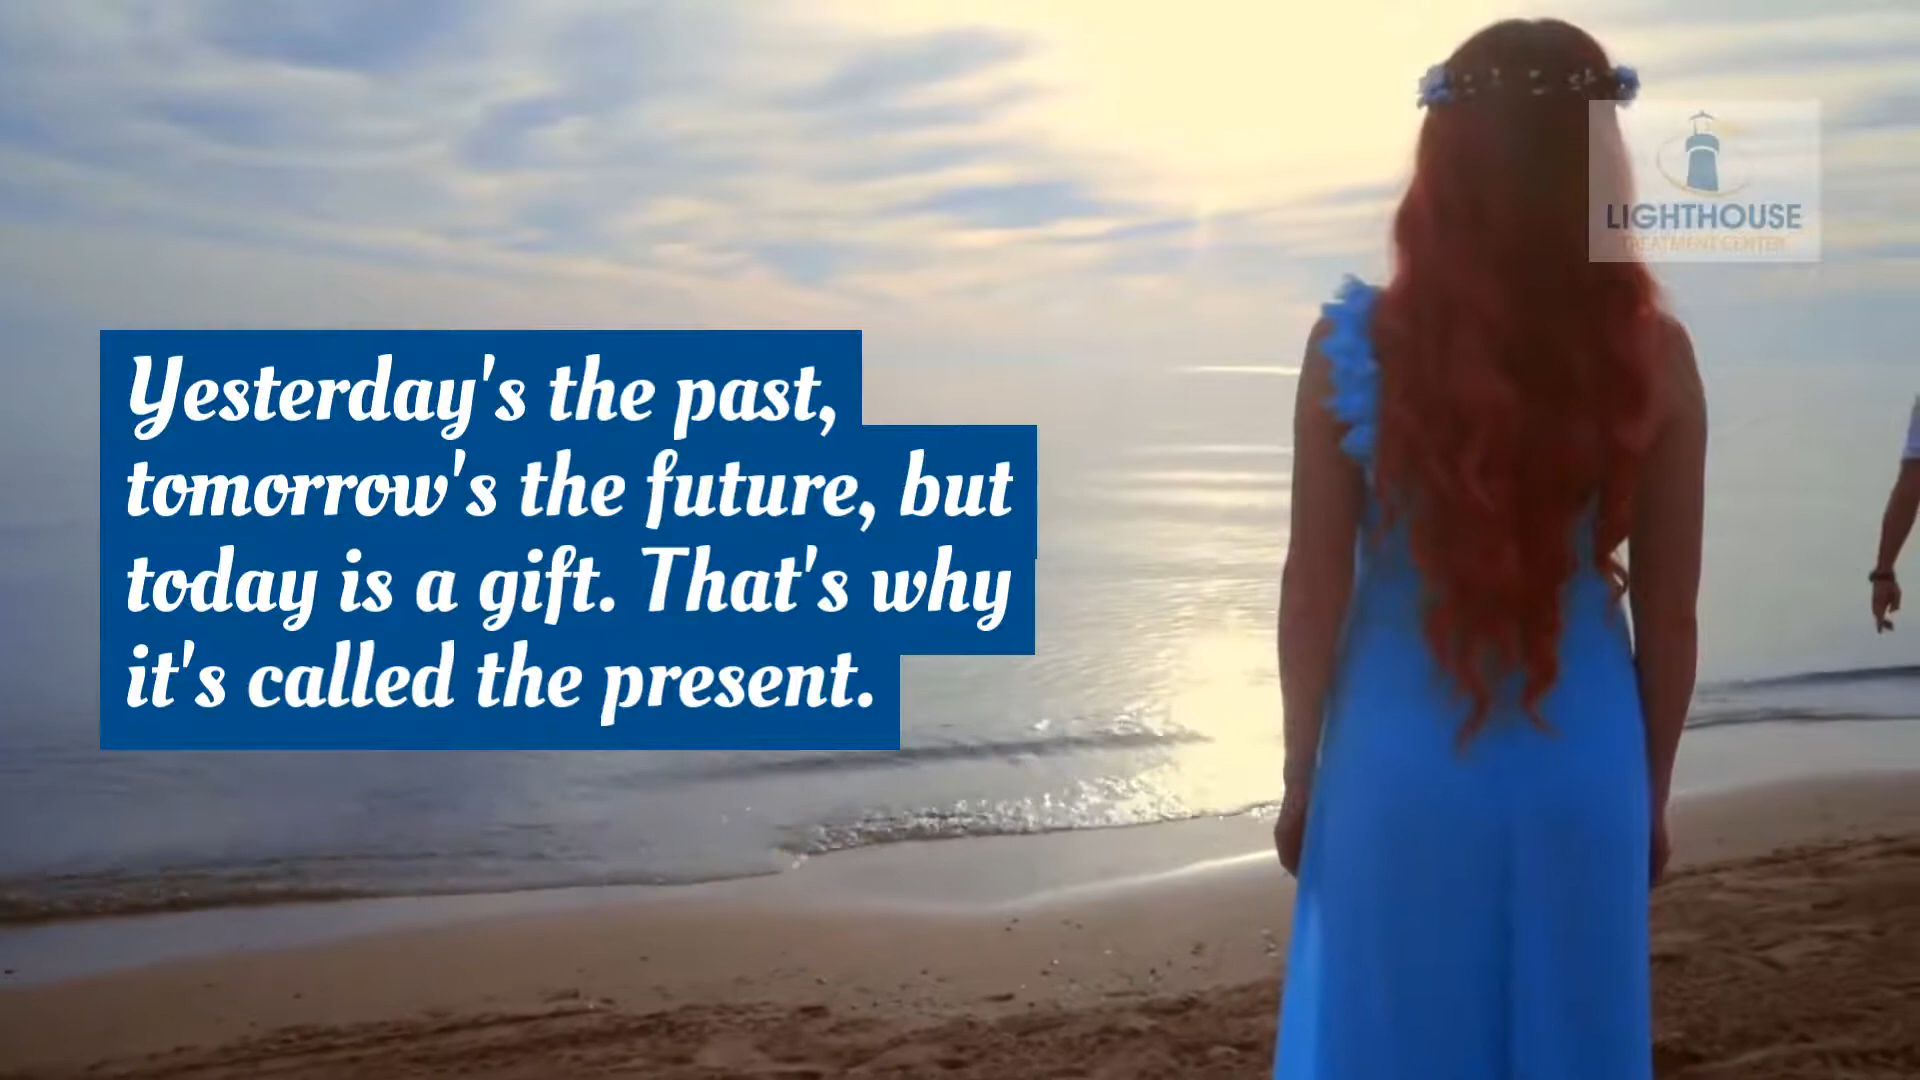 Yesterday's the past,
tomorrow's the future, but
today is a gift. That's why
it's called the present.
LIGHTHOUSE
TREATMENT CENTER